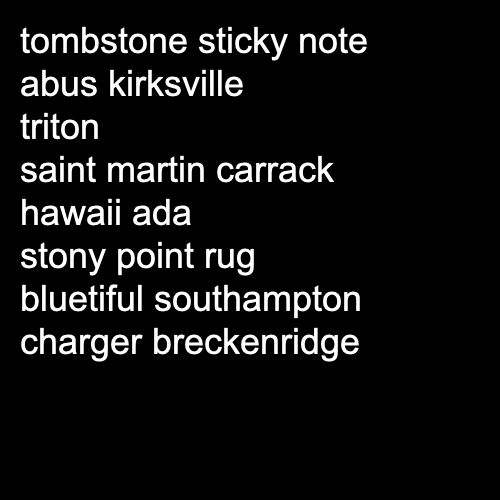 tombstone sticky note
abus kirksville
triton
saint martin carrack
hawaii ada
stony point rug
bluetiful southampton
charger breckenridge